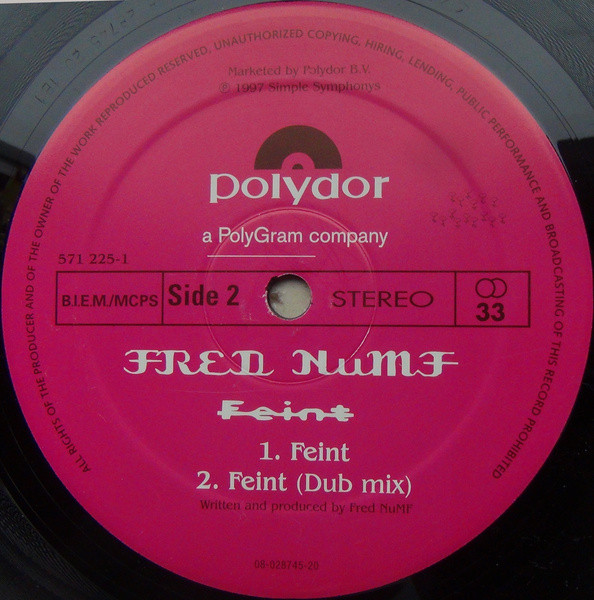 ALL RIGHTS OF THE PRODUCER AND OF THE OWNER OF THE WORK REPRODUCED RESERVED, UNAUTHORIZED COPYING, HIRING, LENDING, PUBLIC PERFORMANCE AND BROADCASTING OF THIS RECORD PROHIBITED
Marketed by Polydor B.V.
℗ 1997 Simple Symphonys
polydor
a PolyGram company
571 225-1
B.I.E.M./MCPS
Side 2
STEREO
33
FRED NuMF
Feint
1. Feint
2. Feint (Dub mix)
Written and produced by Fred NuMF
08-028745-20